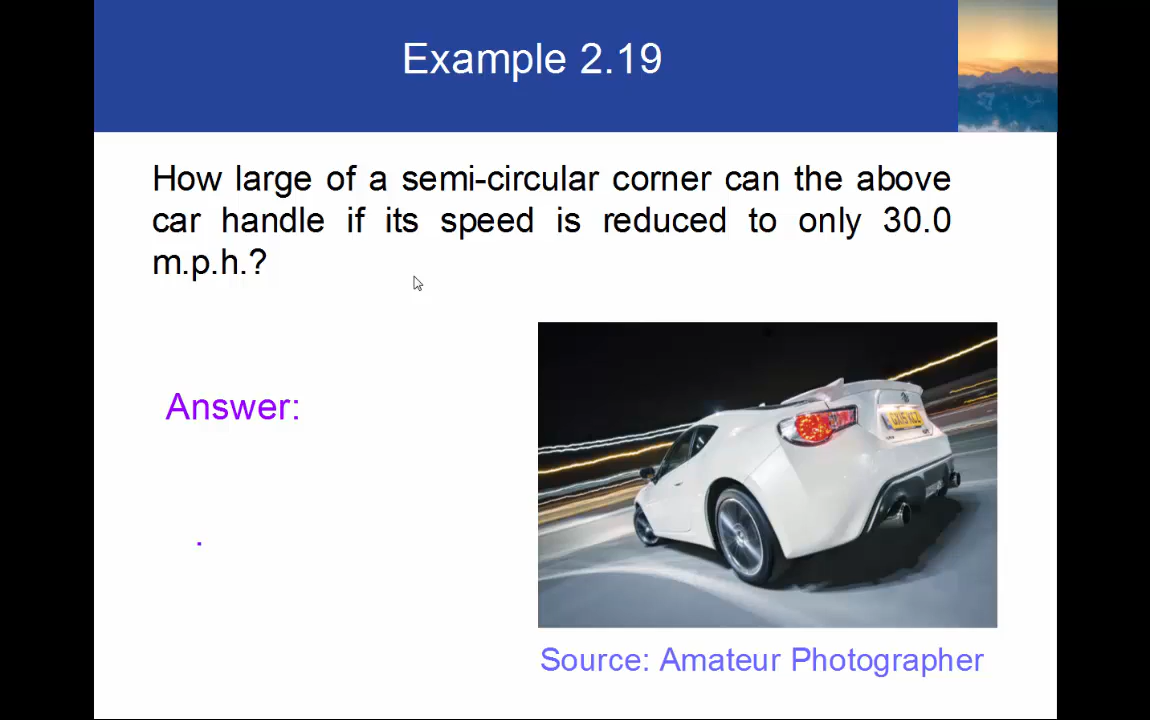 Example 2.19
How large of a semi-circular corner can the above
car handle if its speed is reduced to only 30.0
m.p.h.?
Answer:
.
Source: Amateur Photographer